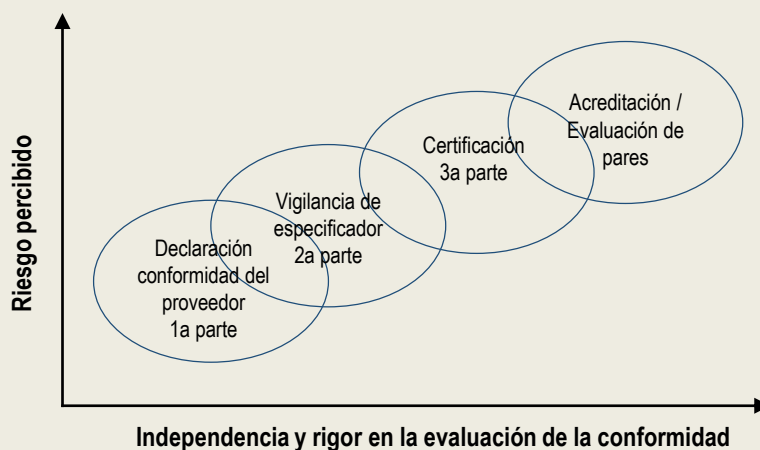 Riesgo percibido
Acreditación /
Evaluación de
pares
Certificación
3a parte
Vigilancia de
especificador
2a parte
Declaración
conformidad del
proveedor
1a parte
Independencia y rigor en la evaluación de la conformidad